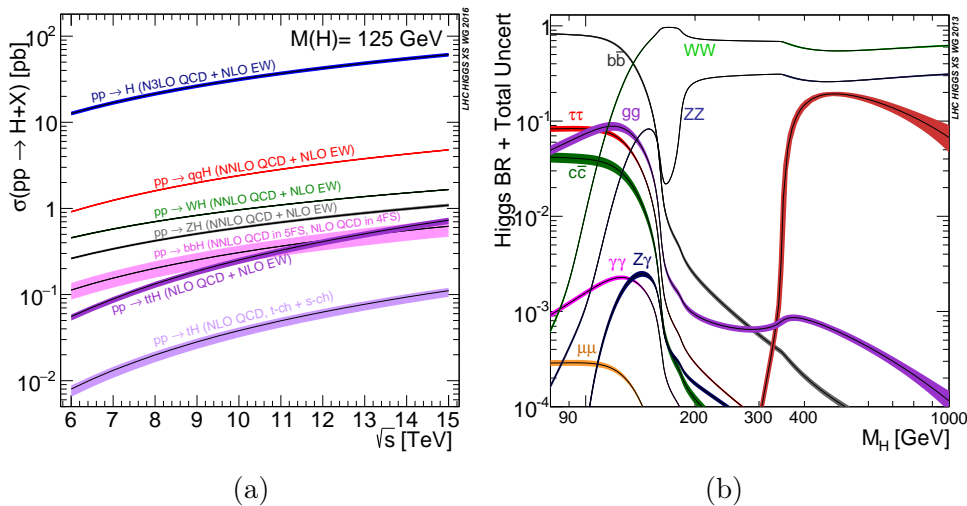 σ(pp → H+X) [pb]
10²
10
1
10⁻¹
10⁻²
M(H)= 125 GeV
LHC HIGGS XS WG 2016
pp → H (N3LO QCD + NLO EW)
pp → qqH (NNLO QCD + NLO EW)
pp → WH (NNLO QCD + NLO EW)
pp → ZH (NNLO QCD + NLO EW)
pp → bbH (NNLO QCD in 5FS, NLO QCD in 4FS)
pp → ttH (NLO QCD + NLO EW)
pp → tH (NLO QCD, t-ch + s-ch)
6 7 8 9 10 11 12 13 14 15
√s [TeV]
(a)
Higgs BR + Total Uncert
1
10⁻¹
10⁻²
10⁻³
10⁻⁴
LHC HIGGS XS WG 2013
bb̄
WW
ττ
gg
ZZ
cc̄
γγ
Zγ
μμ
90 200 300 400 1000
M_H [GeV]
(b)